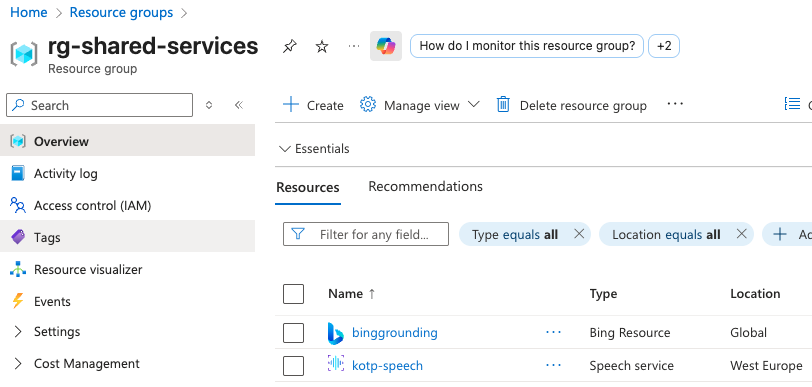 Home > Resource groups >
rg-shared-services
How do I monitor this resource group?
+2
Resource group
Search
Create
Manage view
Delete resource group
Overview
Activity log
Access control (IAM)
Tags
Resource visualizer
Events
Settings
Cost Management
Essentials
Resources
Recommendations
Filter for any field...
Type equals all
Location equals all
Name ↑
Type
Location
binggrounding
Bing Resource
Global
kotp-speech
Speech service
West Europe